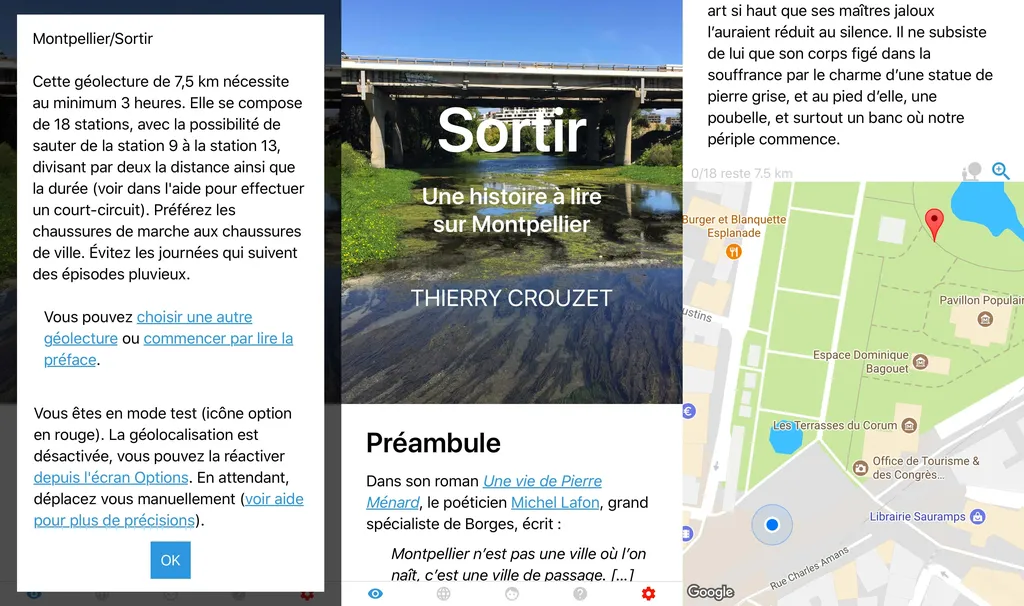 Montpellier/Sortir
Cette géolecture de 7,5 km nécessite
au minimum 3 heures. Elle se compose
de 18 stations, avec la possibilité de
sauter de la station 9 à la station 13,
divisant par deux la distance ainsi que
la durée (voir dans l'aide pour effectuer
un court-circuit). Préférez les
chaussures de marche aux chaussures
de ville. Évitez les journées qui suivent
des épisodes pluvieux.
Vous pouvez choisir une autre
géolecture ou commencer par lire la
préface.
Vous êtes en mode test (icône option
en rouge). La géolocalisation est
désactivée, vous pouvez la réactiver
depuis l'écran Options. En attendant,
déplacez vous manuellement (voir aide
pour plus de précisions).
OK
Sortir
Une histoire à lire
sur Montpellier
THIERRY CROUZET
Préambule
Dans son roman Une vie de Pierre
Ménard, le poéticien Michel Lafon, grand
spécialiste de Borges, écrit :
Montpellier n'est pas une ville où l'on
naît, c'est une ville de passage. [...]
art si haut que ses maîtres jaloux
l'auraient réduit au silence. Il ne subsiste
de lui que son corps figé dans la
souffrance par le charme d'une statue de
pierre grise, et au pied d'elle, une
poubelle, et surtout un banc où notre
périple commence.
0/18 reste 7.5 km
Burger et Blanquette
Esplanade
ustins
Pavillon Populair
Espace Dominique
Bagouet
Les Terrasses du Corum
Office de Tourisme &
des Congrès...
Librairie Sauramps
Rue Charles Amans
Google